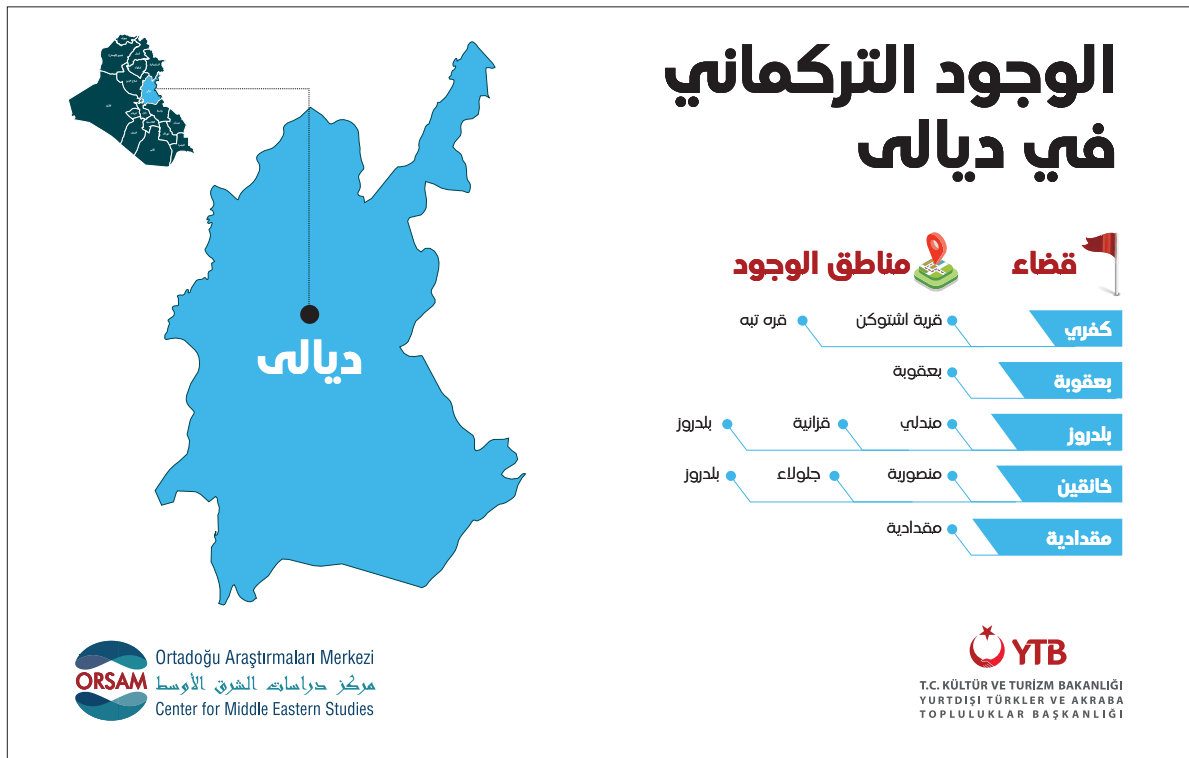 الوجود التركماني
في ديالى
قضاء
مناطق الوجود
كفري
قرية اشتوكن
قره تبه
بعقوبة
بعقوبة
بلدروز
مندلي
قزانية
بلدروز
خانقين
منصورية
جلولاء
بلدروز
مقدادية
مقدادية
ديالى
ORSAM
Ortadoğu Araştırmaları Merkezi
مركز دراسات الشرق الأوسط
Center for Middle Eastern Studies
YTB
T.C. KÜLTÜR VE TURİZM BAKANLIĞI
YURTDIŞI TÜRKLER VE AKRABA
TOPLULUKLAR BAŞKANLIĞI